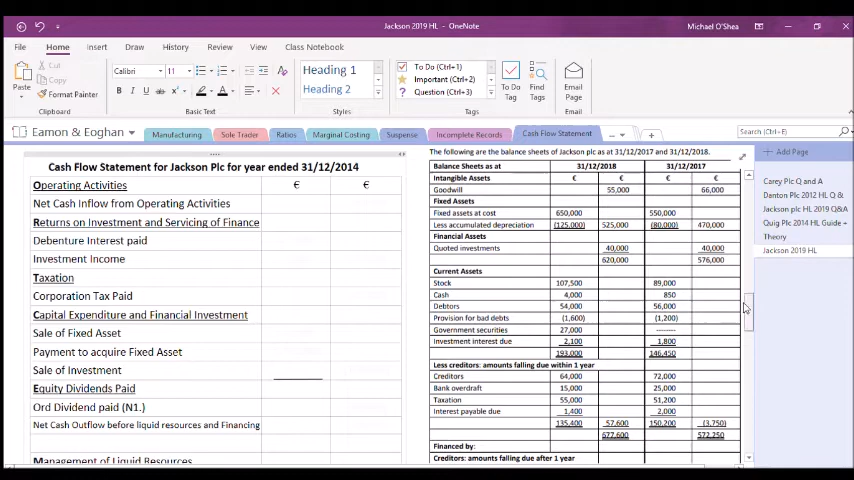 Jackson 2019 HL - OneNote
Michael O'Shea
File Home Insert Draw History Review View Class Notebook
Paste
Cut
Copy
Format Painter
Clipboard
Calibri 11
B I U ab x A
Basic Text
Heading 1
Heading 2
Styles
To Do (Ctrl+1)
Important (Ctrl+2)
Question (Ctrl+3)
To Do Tag
Find Tags
Tags
Email Page
Email
Eamon & Eoghan
Manufacturing Sole Trader Ratios Marginal Costing Suspense Incomplete Records Cash Flow Statement
Search (Ctrl+E)
Cash Flow Statement for Jackson Plc for year ended 31/12/2014
Operating Activities € €
Net Cash Inflow from Operating Activities
Returns on Investment and Servicing of Finance
Debenture Interest paid
Investment Income
Taxation
Corporation Tax Paid
Capital Expenditure and Financial Investment
Sale of Fixed Asset
Payment to acquire Fixed Asset
Sale of Investment
Equity Dividends Paid
Ord Dividend paid (N1.)
Net Cash Outflow before liquid resources and Financing
Management of Liquid Resources
The following are the balance sheets of Jackson plc as at 31/12/2017 and 31/12/2018.
Balance Sheets as at 31/12/2018 31/12/2017
Intangible Assets € € € €
Goodwill 55,000 66,000
Fixed Assets
Fixed assets at cost 650,000 550,000
Less accumulated depreciation (125,000) 525,000 (80,000) 470,000
Financial Assets
Quoted investments 40,000 40,000
620,000 576,000
Current Assets
Stock 107,500 89,000
Cash 4,000 850
Debtors 54,000 56,000
Provision for bad debts (1,600) (1,200)
Government securities 27,000 --------
Investment interest due 2,100 1,800
193,000 146,450
Less creditors: amounts falling due within 1 year
Creditors 64,000 72,000
Bank overdraft 15,000 25,000
Taxation 55,000 51,200
Interest payable due 1,400 2,000
135,400 57,600 150,200 (3,750)
677,600 572,250
Financed by:
Creditors: amounts falling due after 1 year
Add Page
Carey Plc Q and A
Danton Plc 2012 HL Q &
Jackson plc HL 2019 Q&A
Quig Plc 2014 HL Guide +
Theory
Jackson 2019 HL